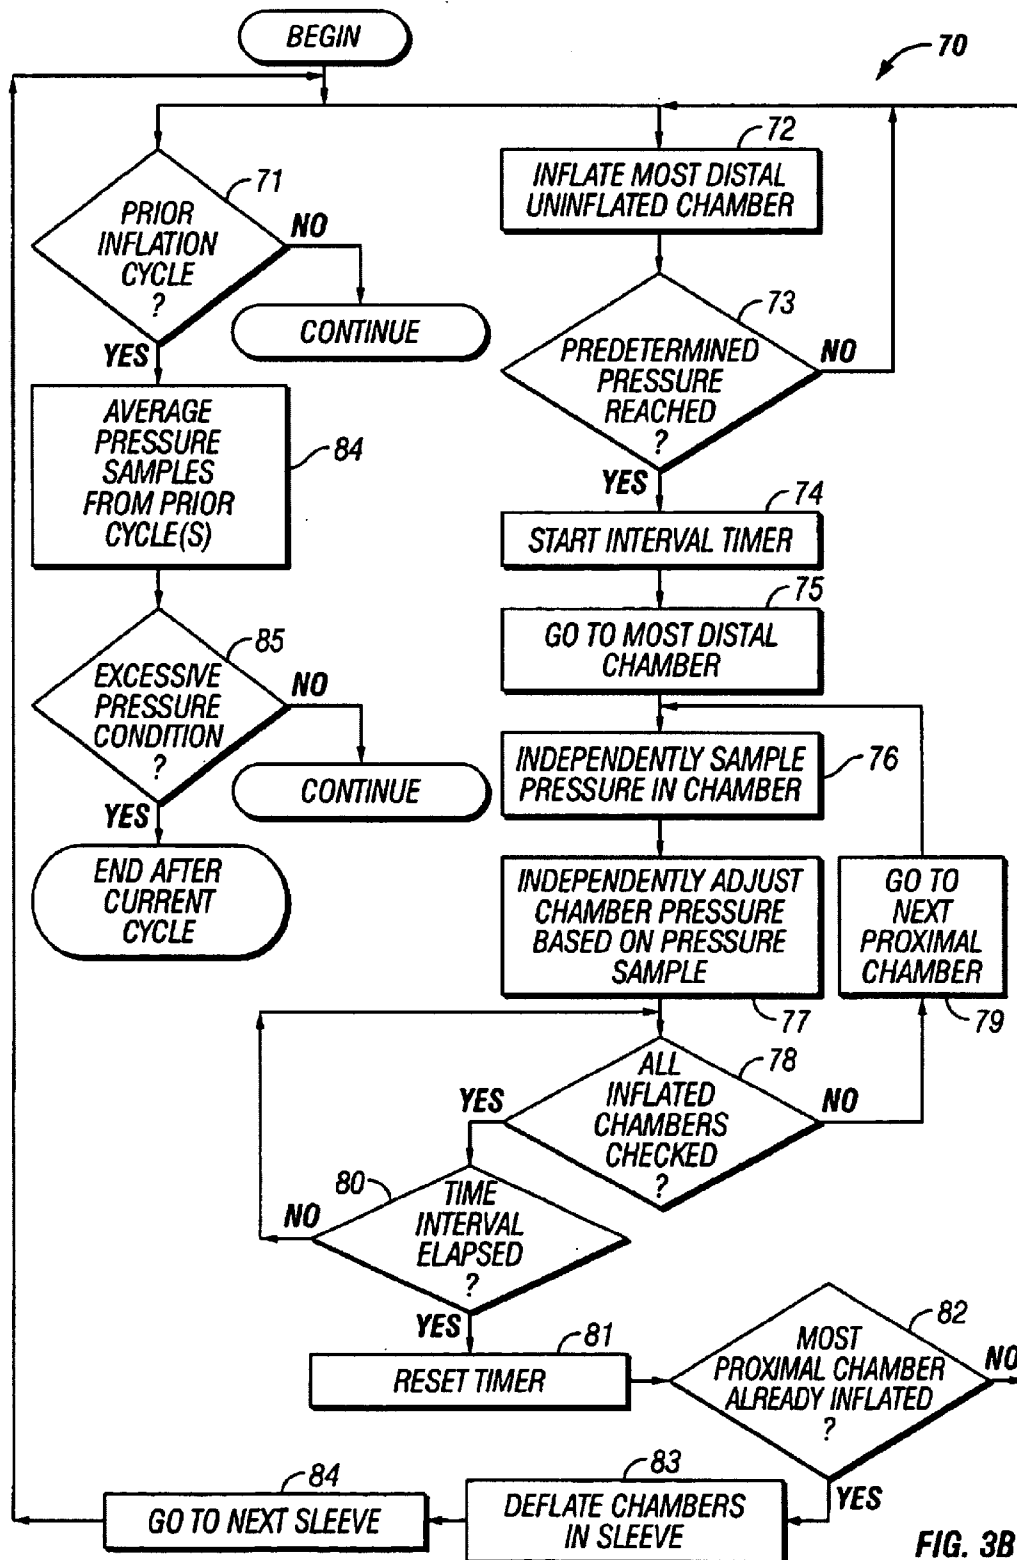 BEGIN
70
72
INFLATE MOST DISTAL
UNINFLATED CHAMBER
71
PRIOR
INFLATION
CYCLE
?
NO
CONTINUE
YES
73
PREDETERMINED
PRESSURE
REACHED
?
NO
YES
AVERAGE
PRESSURE
SAMPLES
FROM PRIOR
CYCLE(S)
84
74
START INTERVAL TIMER
75
GO TO MOST DISTAL
CHAMBER
85
EXCESSIVE
PRESSURE
CONDITION
?
NO
CONTINUE
YES
END AFTER
CURRENT
CYCLE
INDEPENDENTLY SAMPLE
PRESSURE IN CHAMBER
76
INDEPENDENTLY ADJUST
CHAMBER PRESSURE
BASED ON PRESSURE
SAMPLE
77
GO TO
NEXT
PROXIMAL
CHAMBER
79
78
ALL
INFLATED
CHAMBERS
CHECKED
?
YES
NO
80
TIME
INTERVAL
ELAPSED
?
NO
YES
81
RESET TIMER
82
MOST
PROXIMAL CHAMBER
ALREADY INFLATED
?
NO
YES
83
DEFLATE CHAMBERS
IN SLEEVE
84
GO TO NEXT SLEEVE
FIG. 3B